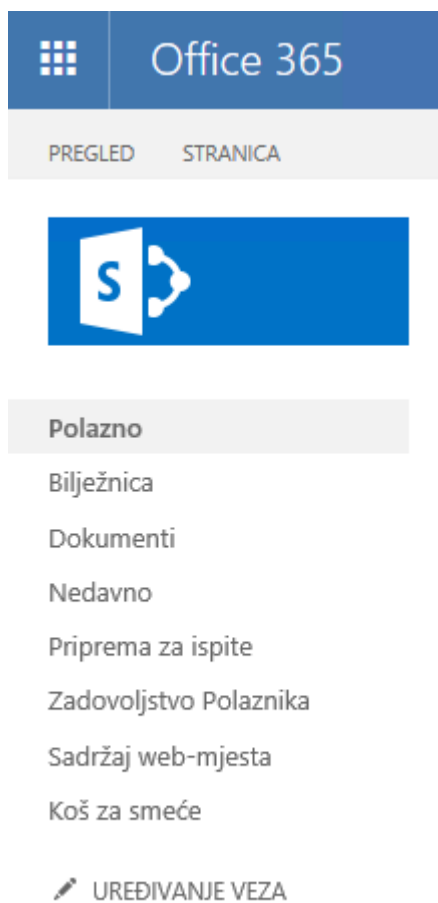 Office 365
PREGLED STRANICA
S
Polazno
Bilježnica
Dokumenti
Nedavno
Priprema za ispite
Zadovoljstvo Polaznika
Sadržaj web-mjesta
Koš za smeće
UREĐIVANJE VEZA